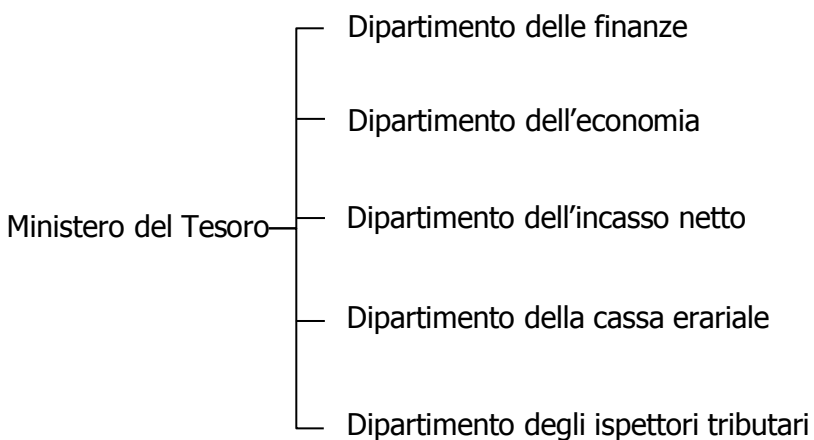 Dipartimento delle finanze
Dipartimento dell’economia
Ministero del Tesoro
Dipartimento dell’incasso netto
Dipartimento della cassa erariale
Dipartimento degli ispettori tributari